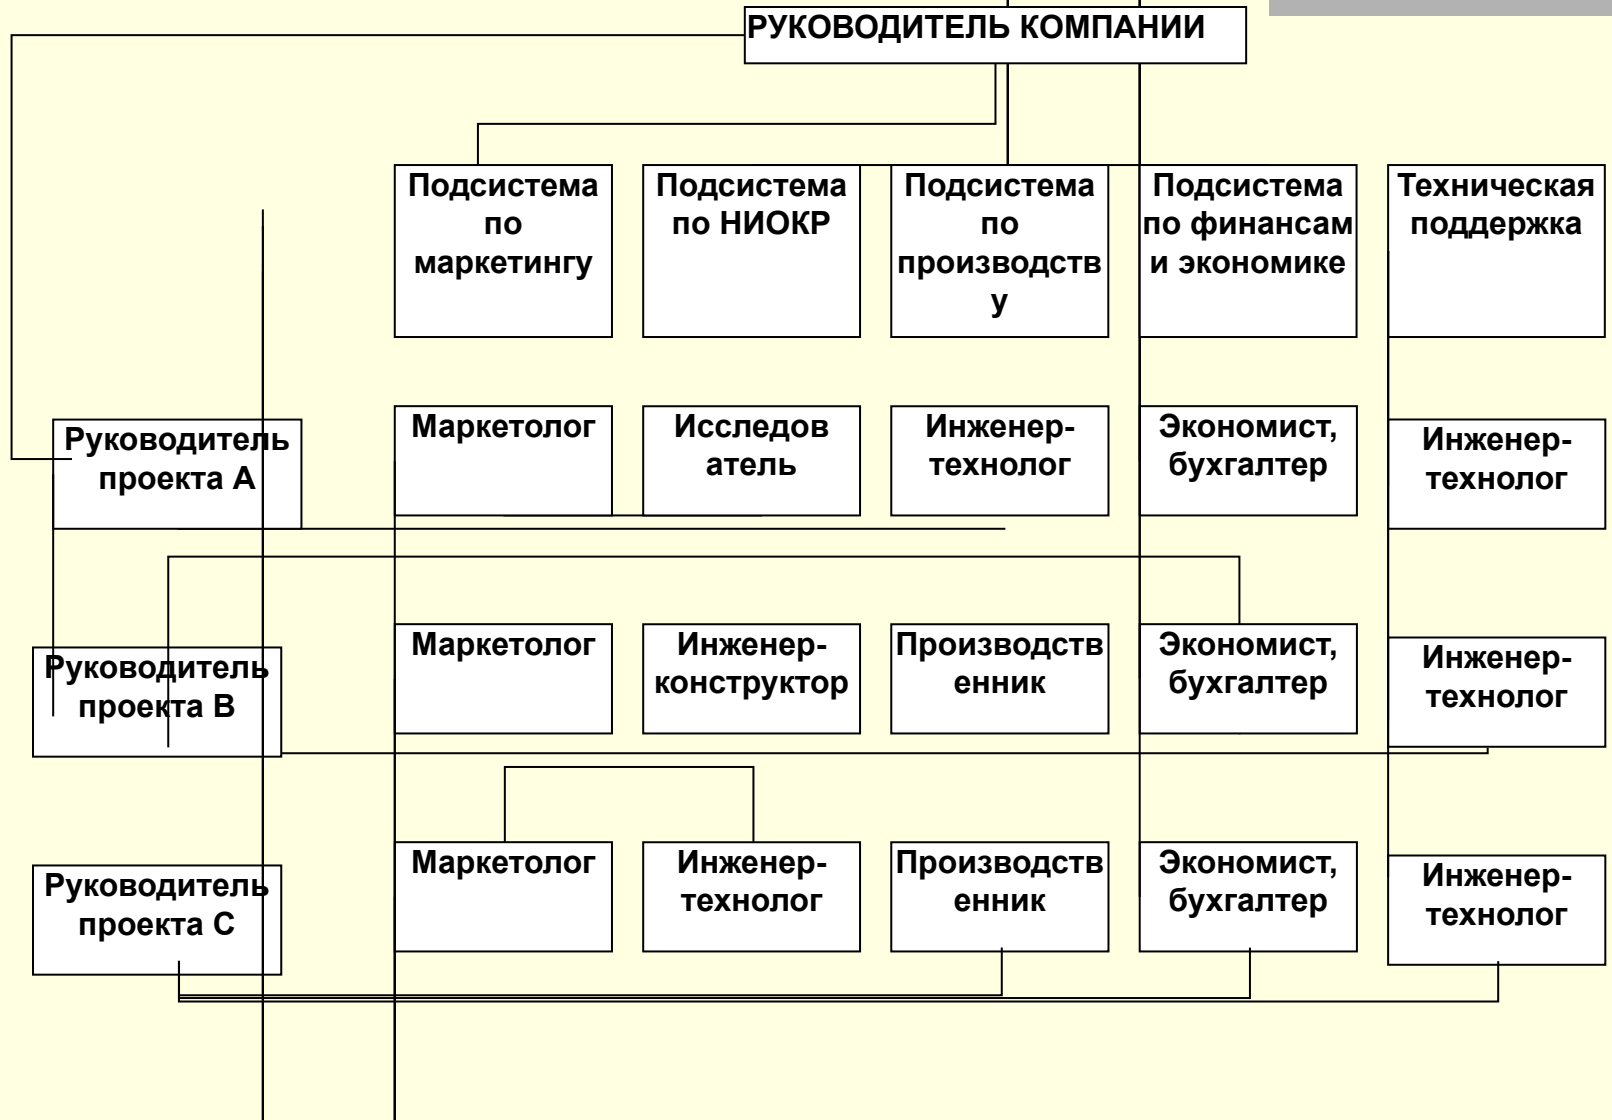 РУКОВОДИТЕЛЬ КОМПАНИИ
Подсистема
по
маркетингу
Подсистема
по НИОКР
Подсистема
по
производств
у
Подсистема
по финансам
и экономике
Техническая
поддержка
Руководитель
проекта А
Маркетолог
Исследов
атель
Инженер-
технолог
Экономист,
бухгалтер
Инженер-
технолог
Руководитель
проекта В
Маркетолог
Инженер-
конструктор
Производств
енник
Экономист,
бухгалтер
Инженер-
технолог
Руководитель
проекта С
Маркетолог
Инженер-
технолог
Производств
енник
Экономист,
бухгалтер
Инженер-
технолог